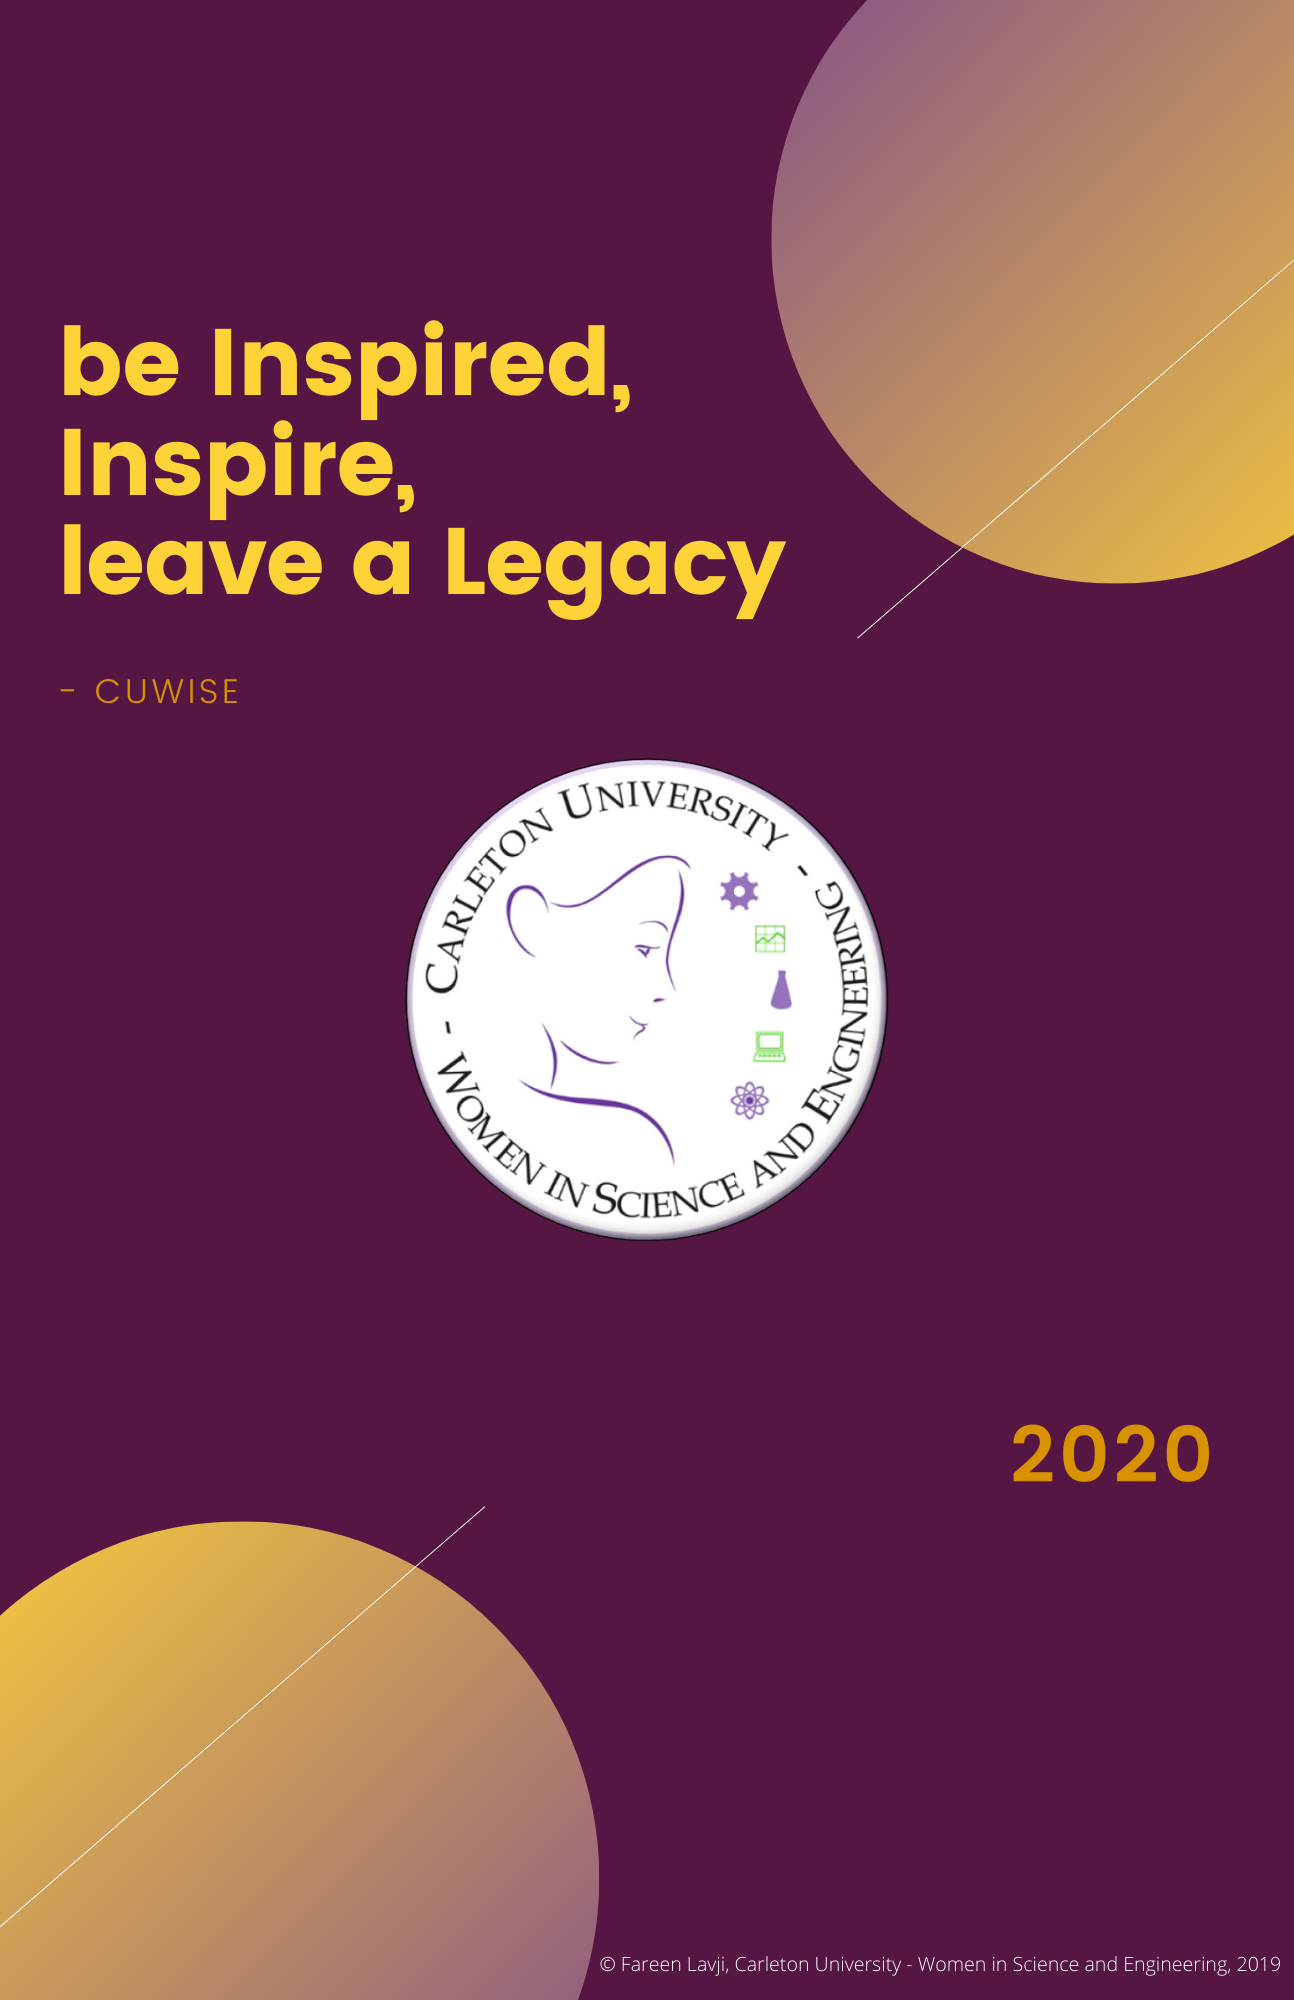 be Inspired,
Inspire,
leave a Legacy
- CUWISE
- CARLETON UNIVERSITY -
WOMEN IN SCIENCE AND ENGINEERING
2020
© Fareen Lavji, Carleton University - Women in Science and Engineering, 2019